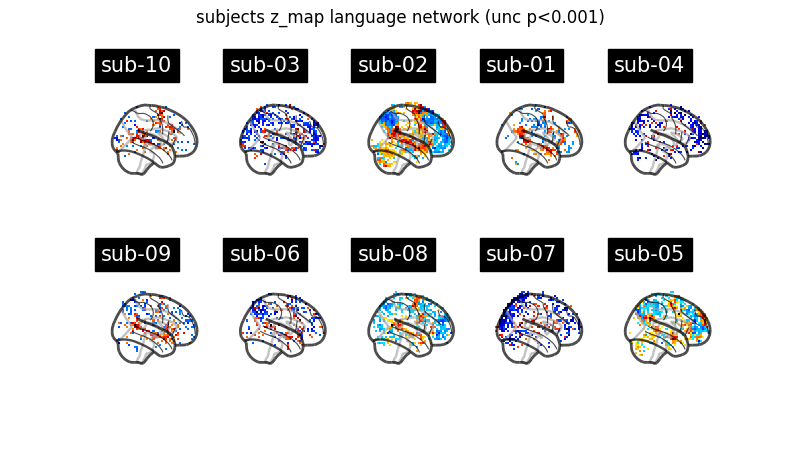 subjects z_map language network (unc p<0.001)
sub-10
sub-03
sub-02
sub-01
sub-04
sub-09
sub-06
sub-08
sub-07
sub-05